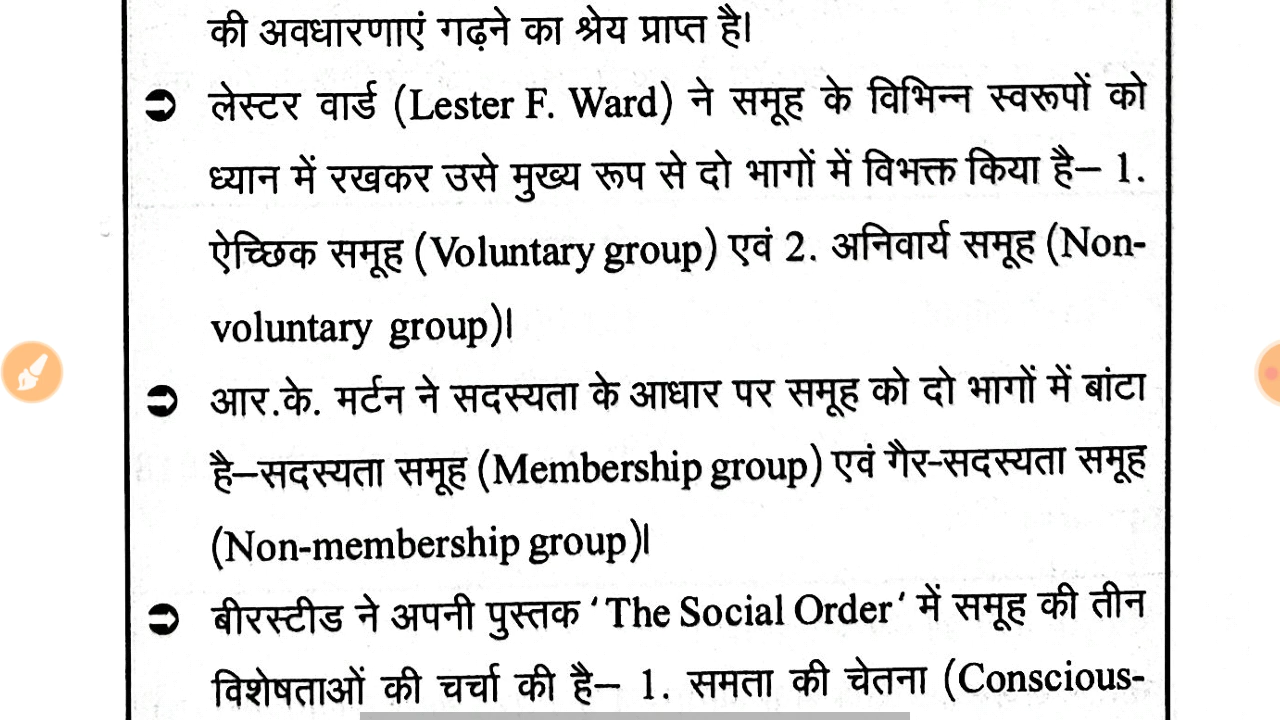 की अवधारणाएं गढ़ने का श्रेय प्राप्त है।
लेस्टर वार्ड (Lester F. Ward) ने समूह के विभिन्न स्वरूपों को
ध्यान में रखकर उसे मुख्य रूप से दो भागों में विभक्त किया है– 1.
ऐच्छिक समूह (Voluntary group) एवं 2. अनिवार्य समूह (Non-
voluntary group)।
आर.के. मर्टन ने सदस्यता के आधार पर समूह को दो भागों में बांटा
है–सदस्यता समूह (Membership group) एवं गैर-सदस्यता समूह
(Non-membership group)।
बीरस्टीड ने अपनी पुस्तक ‘The Social Order‘ में समूह की तीन
विशेषताओं की चर्चा की है– 1. समता की चेतना (Conscious-